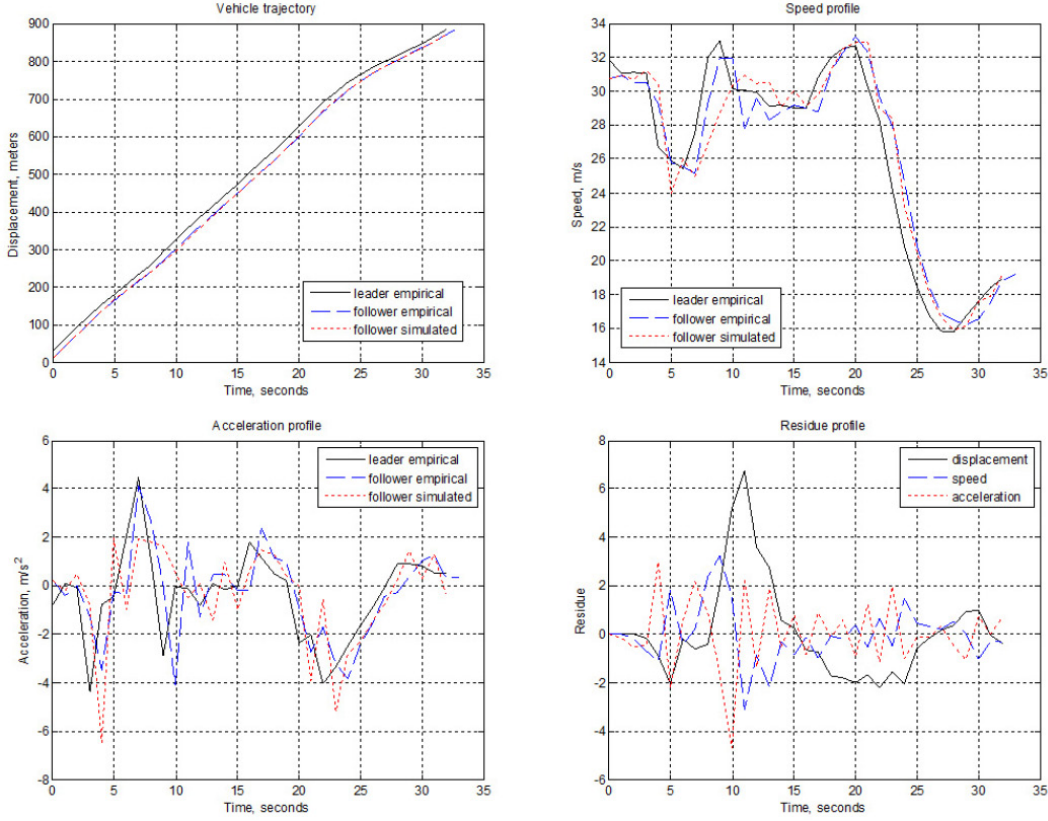 Vehicle trajectory
900
800
700
600
500
400
300
200
100
0
Displacement, meters
leader empirical
follower empirical
follower simulated
0 5 10 15 20 25 30 35
Time, seconds
Speed profile
34
32
30
28
26
24
22
20
18
16
14
Speed, m/s
leader empirical
follower empirical
follower simulated
0 5 10 15 20 25 30 35
Time, seconds
Acceleration profile
6
4
2
0
-2
-4
-6
-8
Acceleration, m/s²
leader empirical
follower empirical
follower simulated
0 5 10 15 20 25 30 35
Time, seconds
Residue profile
8
6
4
2
0
-2
-4
-6
Residue
displacement
speed
acceleration
0 5 10 15 20 25 30 35
Time, seconds